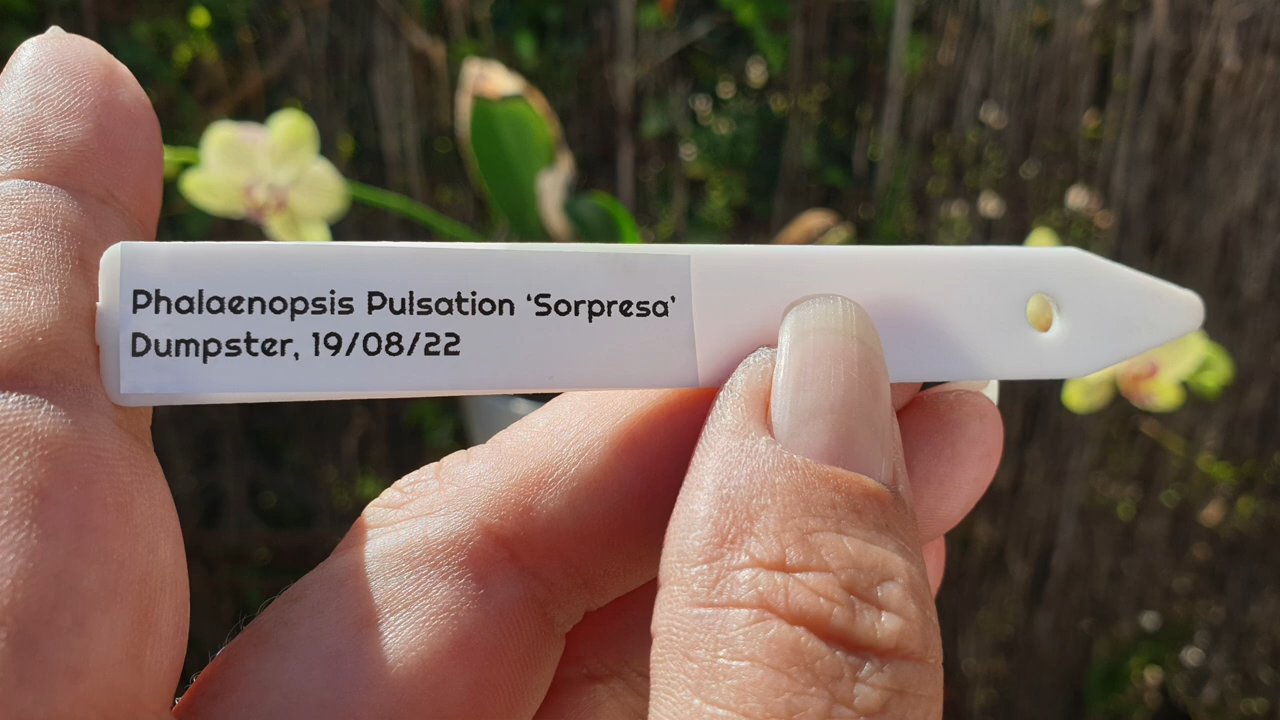 Phalaenopsis Pulsation ‘Sorpresa’
Dumpster, 19/08/22